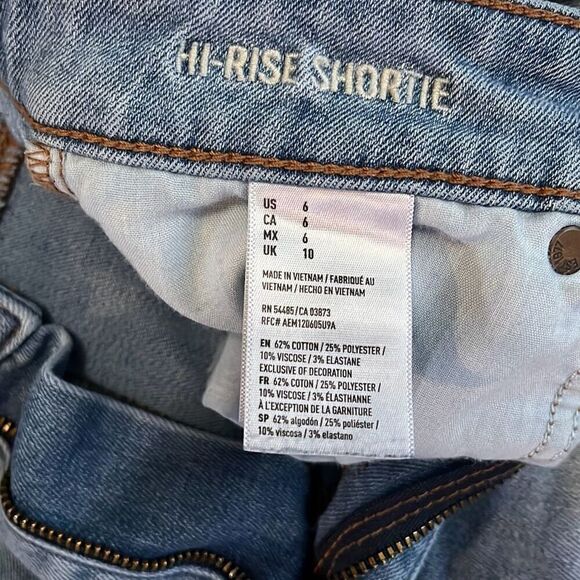 HI-RISE SHORTIE
US 6
CA 6
MX 6
UK 10
MADE IN VIETNAM / FABRIQUÉ AU
VIETNAM / HECHO EN VIETNAM
RN 54485 / CA 03873
RFC# AEM120605U9A
EN 62% COTTON / 25% POLYESTER /
10% VISCOSE / 3% ELASTANE
EXCLUSIVE OF DECORATION
FR 62% COTON / 25% POLYESTER /
10% VISCOSE / 3% ÉLASTHANNE
À L'EXCEPTION DE LA GARNITURE
SP 62% algodón / 25% poliéster /
10% viscosa / 3% elastano